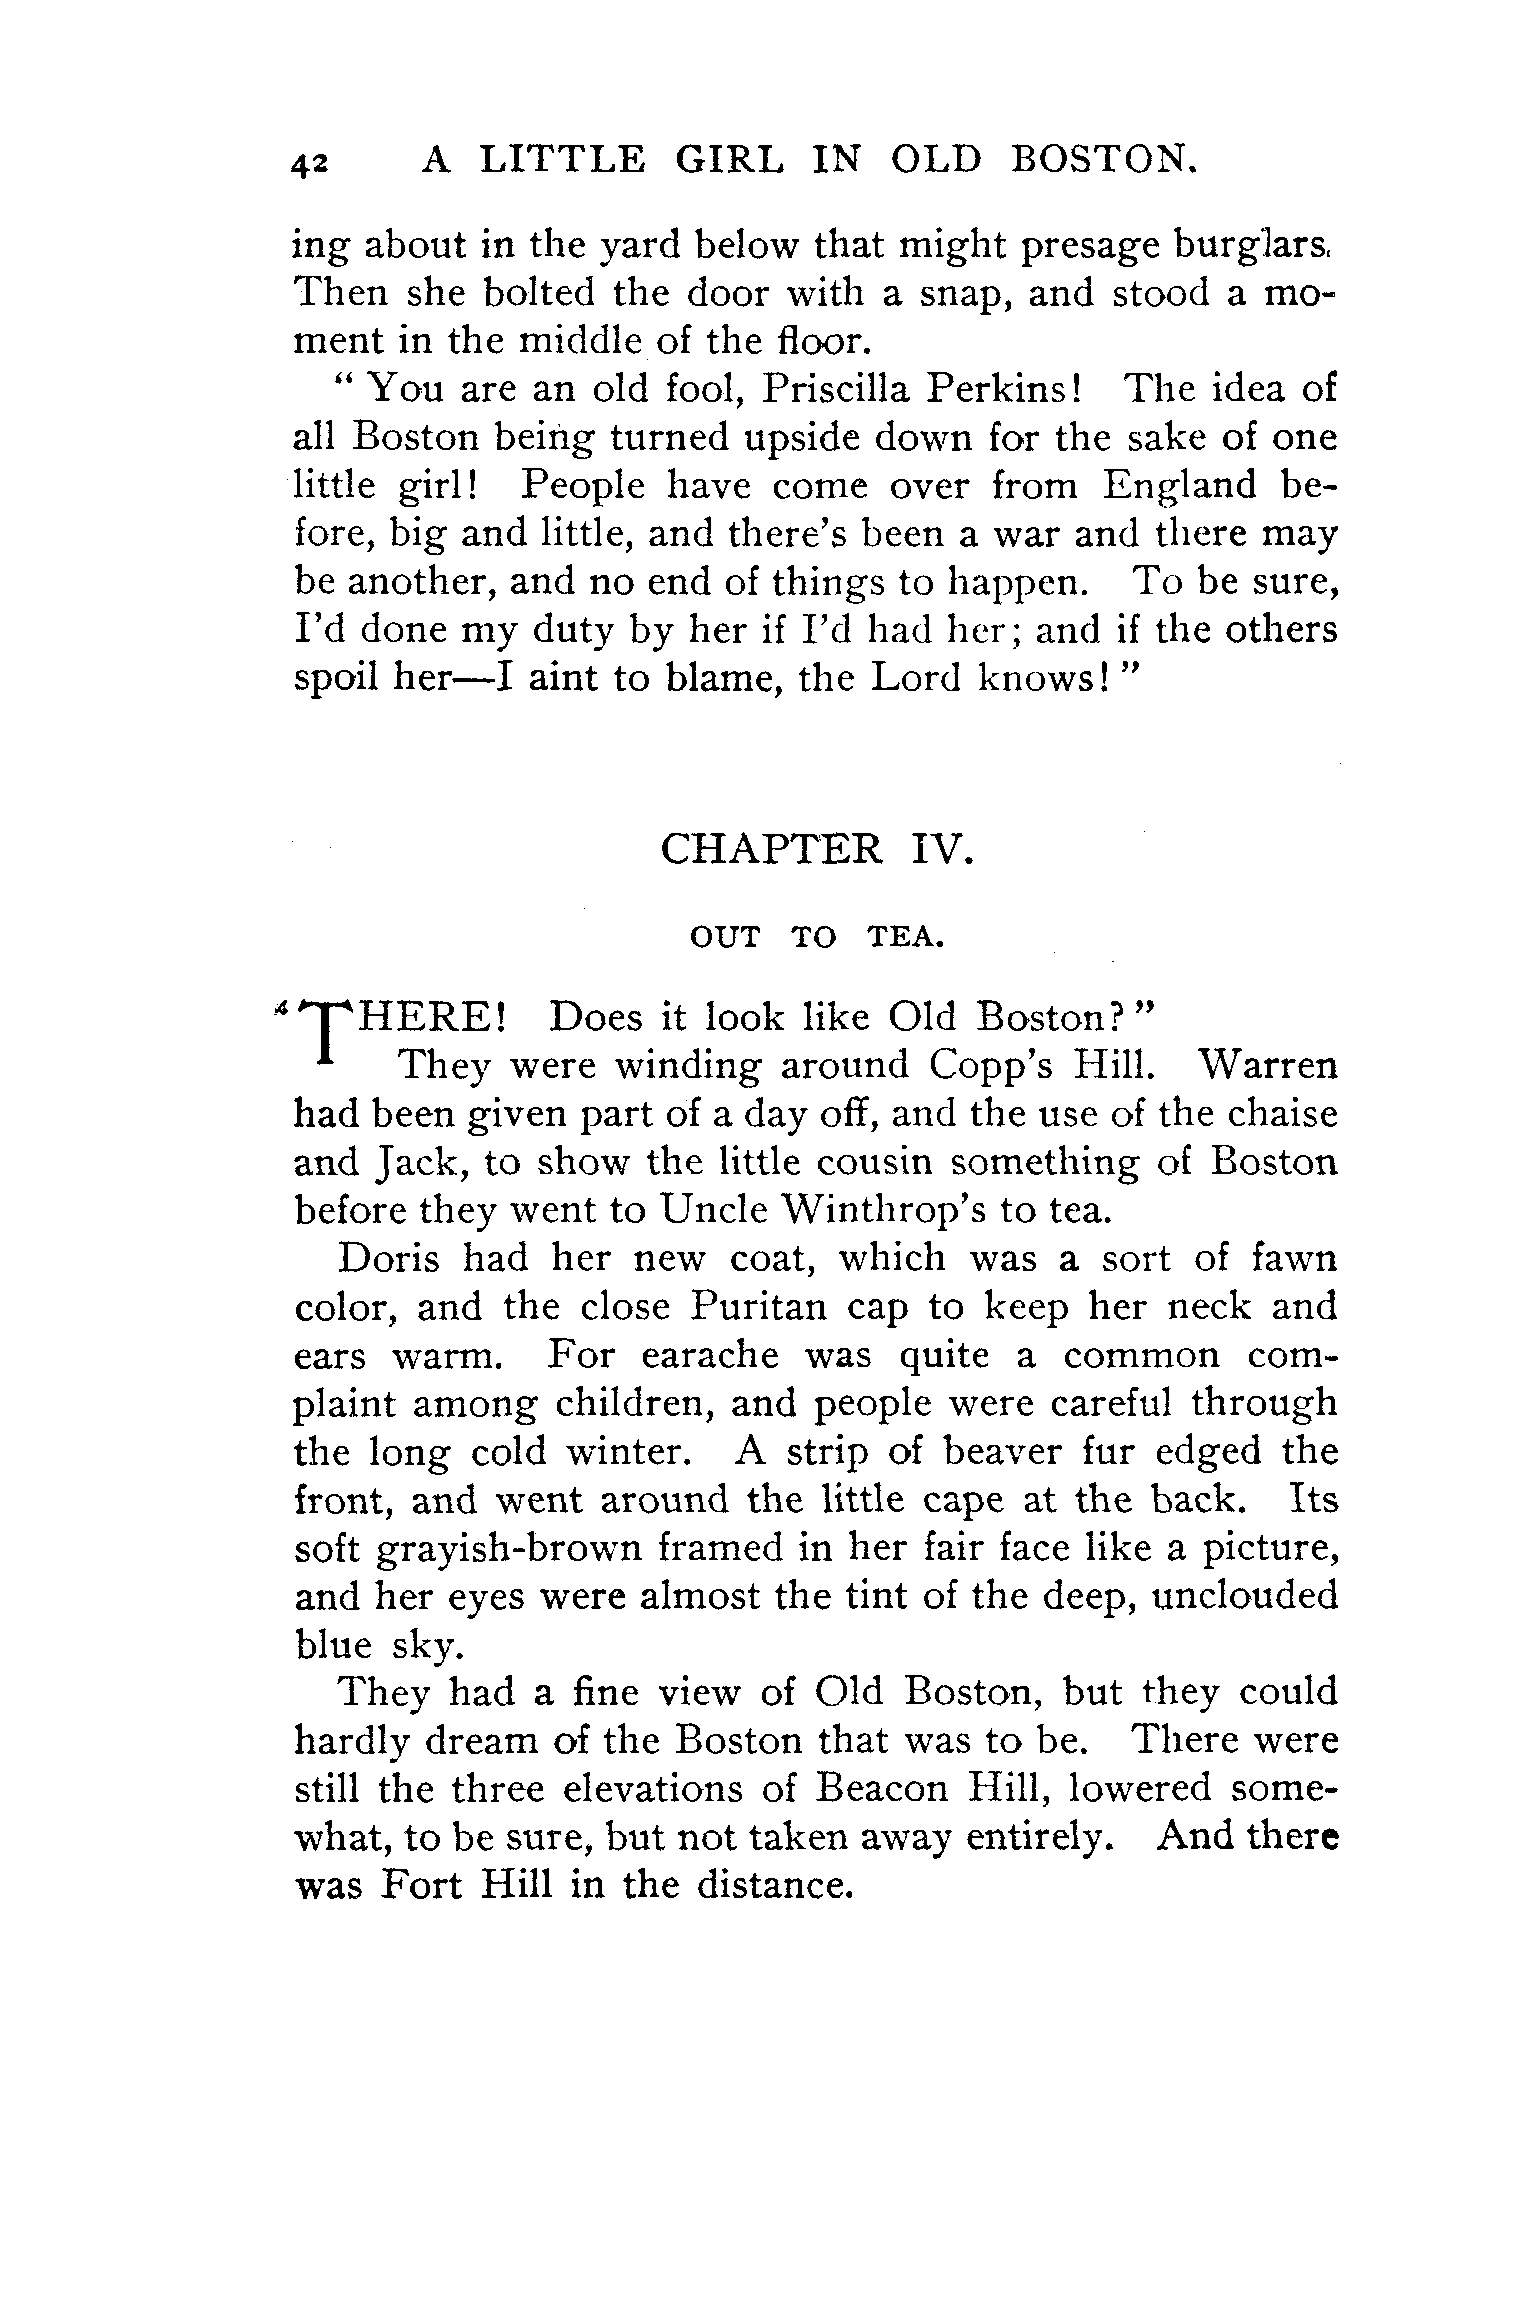 42 A LITTLE GIRL IN OLD BOSTON.
ing about in the yard below that might presage burglars.
Then she bolted the door with a snap, and stood a mo-
ment in the middle of the floor.
“ You are an old fool, Priscilla Perkins! The idea of
all Boston being turned upside down for the sake of one
little girl! People have come over from England be-
fore, big and little, and there’s been a war and there may
be another, and no end of things to happen. To be sure,
I’d done my duty by her if I’d had her; and if the others
spoil her—I aint to blame, the Lord knows! ”
CHAPTER IV.
OUT TO TEA.
“THERE! Does it look like Old Boston? ”
They were winding around Copp’s Hill. Warren
had been given part of a day off, and the use of the chaise
and Jack, to show the little cousin something of Boston
before they went to Uncle Winthrop’s to tea.
Doris had her new coat, which was a sort of fawn
color, and the close Puritan cap to keep her neck and
ears warm. For earache was quite a common com-
plaint among children, and people were careful through
the long cold winter. A strip of beaver fur edged the
front, and went around the little cape at the back. Its
soft grayish-brown framed in her fair face like a picture,
and her eyes were almost the tint of the deep, unclouded
blue sky.
They had a fine view of Old Boston, but they could
hardly dream of the Boston that was to be. There were
still the three elevations of Beacon Hill, lowered some-
what, to be sure, but not taken away entirely. And there
was Fort Hill in the distance.